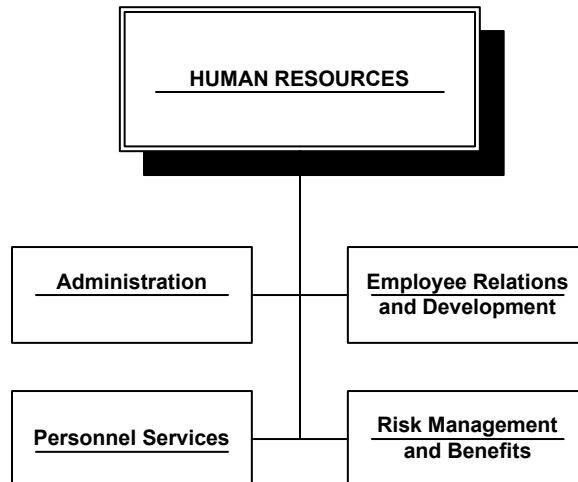 HUMAN RESOURCES
Administration
Employee Relations
and Development
Personnel Services
Risk Management
and Benefits